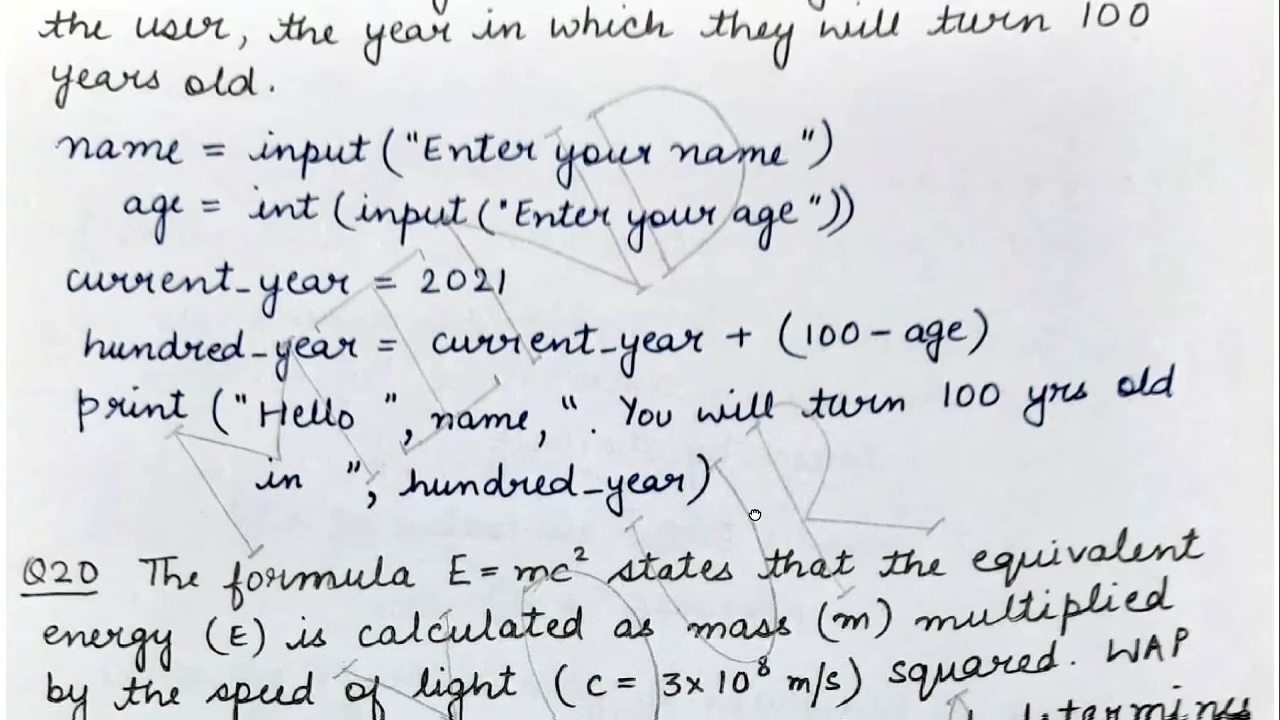 the user, the year in which they will turn 100
years old.
name = input ("Enter your name")
age = int (input ("Enter your age"))
current_year = 2021
hundred_year = current_year + (100 - age)
print ("Hello ", name, ". You will turn 100 yrs old
in ", hundred_year)
Q20 The formula E = mc² states that the equivalent
energy (E) is calculated as mass (m) multiplied
by the speed of light (c = 3x10⁸ m/s) squared. WAP